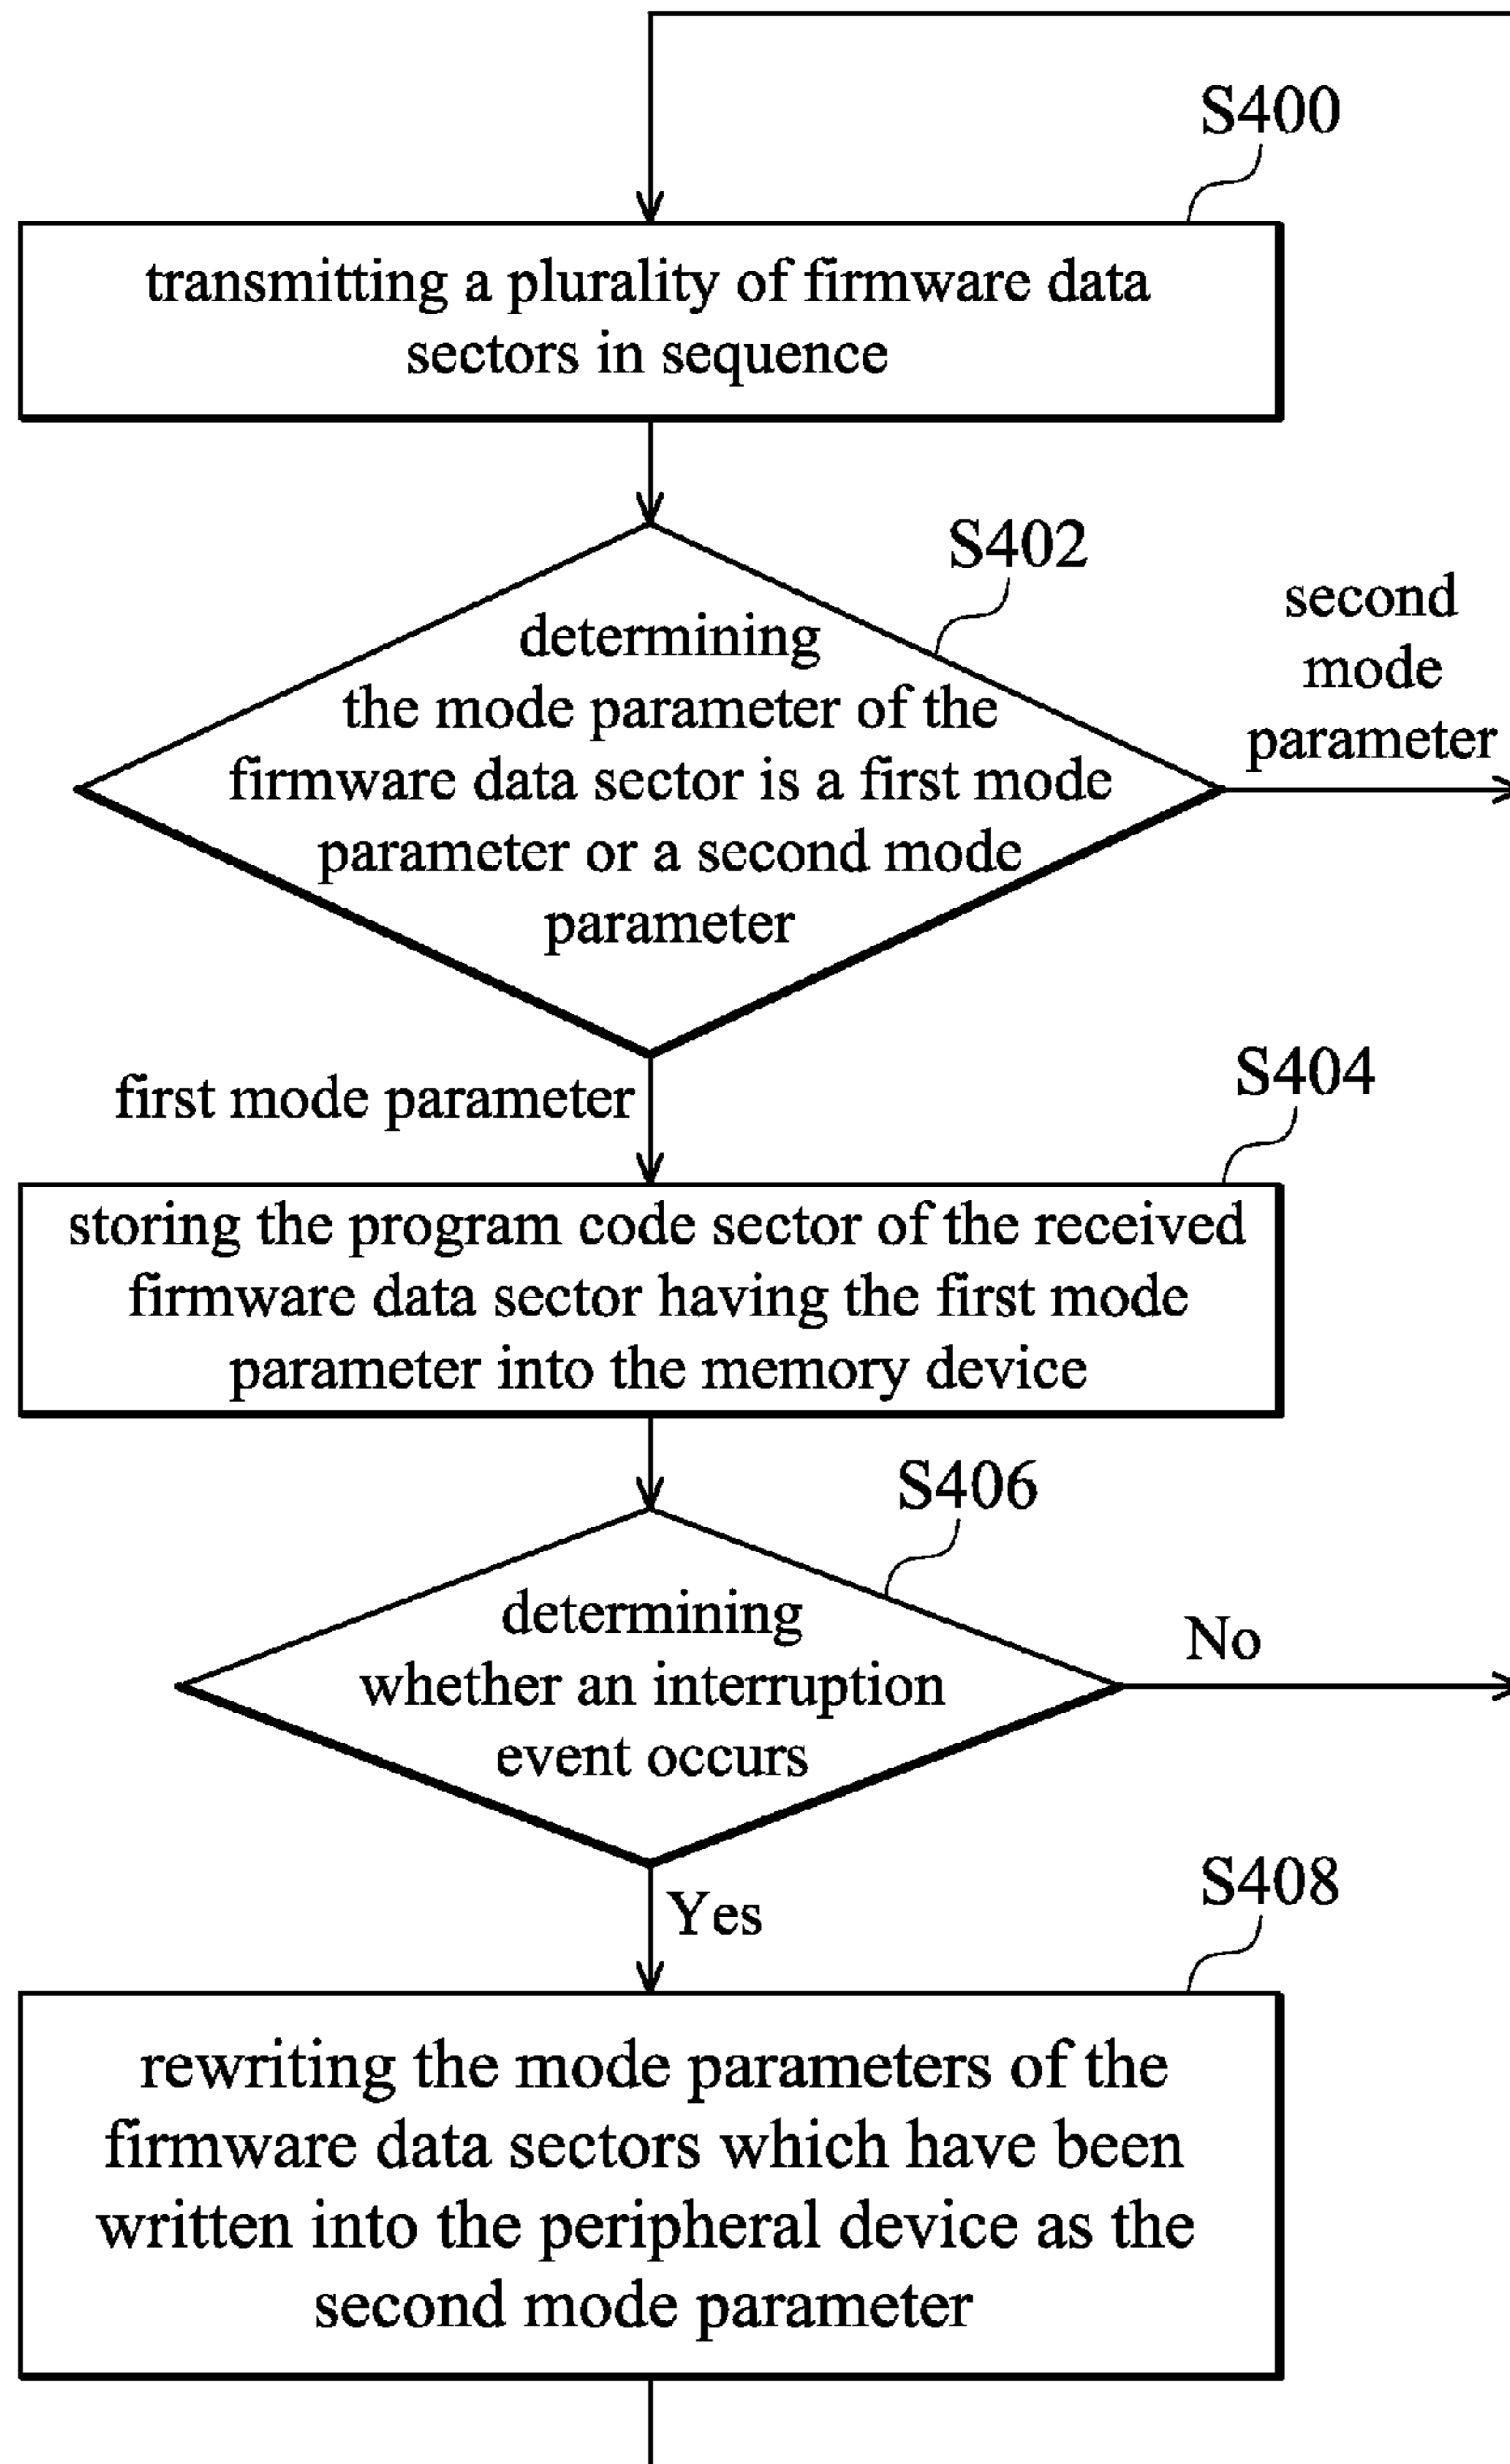 S400
transmitting a plurality of firmware data
sectors in sequence
S402
determining
the mode parameter of the
firmware data sector is a first mode
parameter or a second mode
parameter
second
mode
parameter
first mode parameter
S404
storing the program code sector of the received
firmware data sector having the first mode
parameter into the memory device
S406
determining
whether an interruption
event occurs
No
Yes
S408
rewriting the mode parameters of the
firmware data sectors which have been
written into the peripheral device as the
second mode parameter